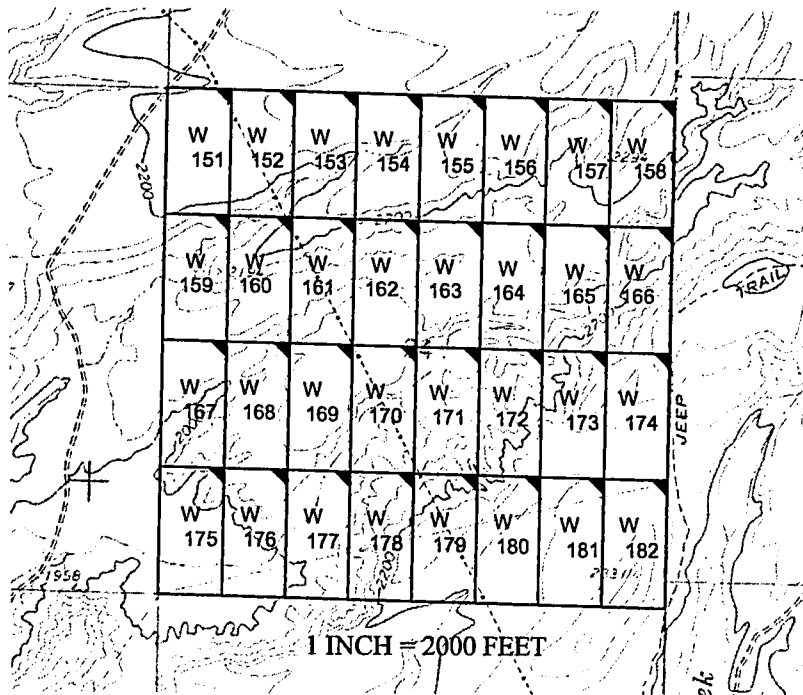 W W W W W W W W
151 152 153 154 155 156 157 158
2200
W W W W W W W W
159 160 161 162 163 164 165 166
TRAIL
W W W W W W W W
167 168 169 170 171 172 173 174
JEEP
W W W W W W W W
175 176 177 178 179 180 181 182
1958
2200
1 INCH = 2000 FEET